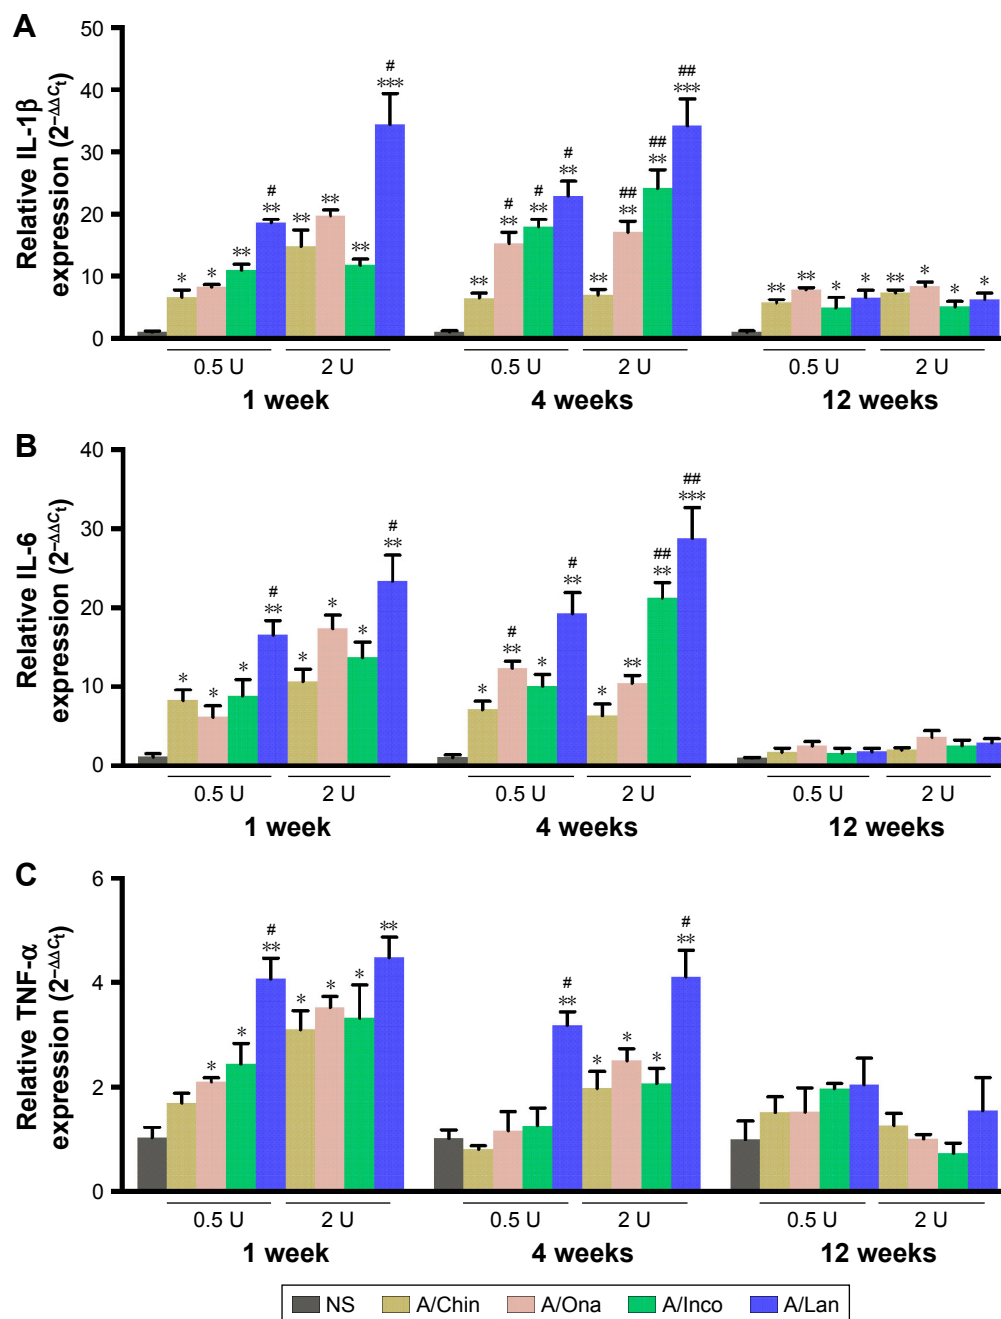 A
Relative IL-1β
expression (2⁻ΔΔCt)
50
40
30
20
10
0
* * ** # ** ** ** ** # ***
** # ** # ** # ** ** ## ** ## ** ## ***
** ** * * ** * * *
0.5 U 2 U 0.5 U 2 U 0.5 U 2 U
1 week 4 weeks 12 weeks
B
Relative IL-6
expression (2⁻ΔΔCt)
40
30
20
10
0
* * * # ** * * * # **
* # ** * # ** * ** ## ** ## ***
0.5 U 2 U 0.5 U 2 U 0.5 U 2 U
1 week 4 weeks 12 weeks
C
Relative TNF-α
expression (2⁻ΔΔCt)
6
4
2
0
* * # ** * * * **
# ** * * * # **
0.5 U 2 U 0.5 U 2 U 0.5 U 2 U
1 week 4 weeks 12 weeks
NS A/Chin A/Ona A/Inco A/Lan